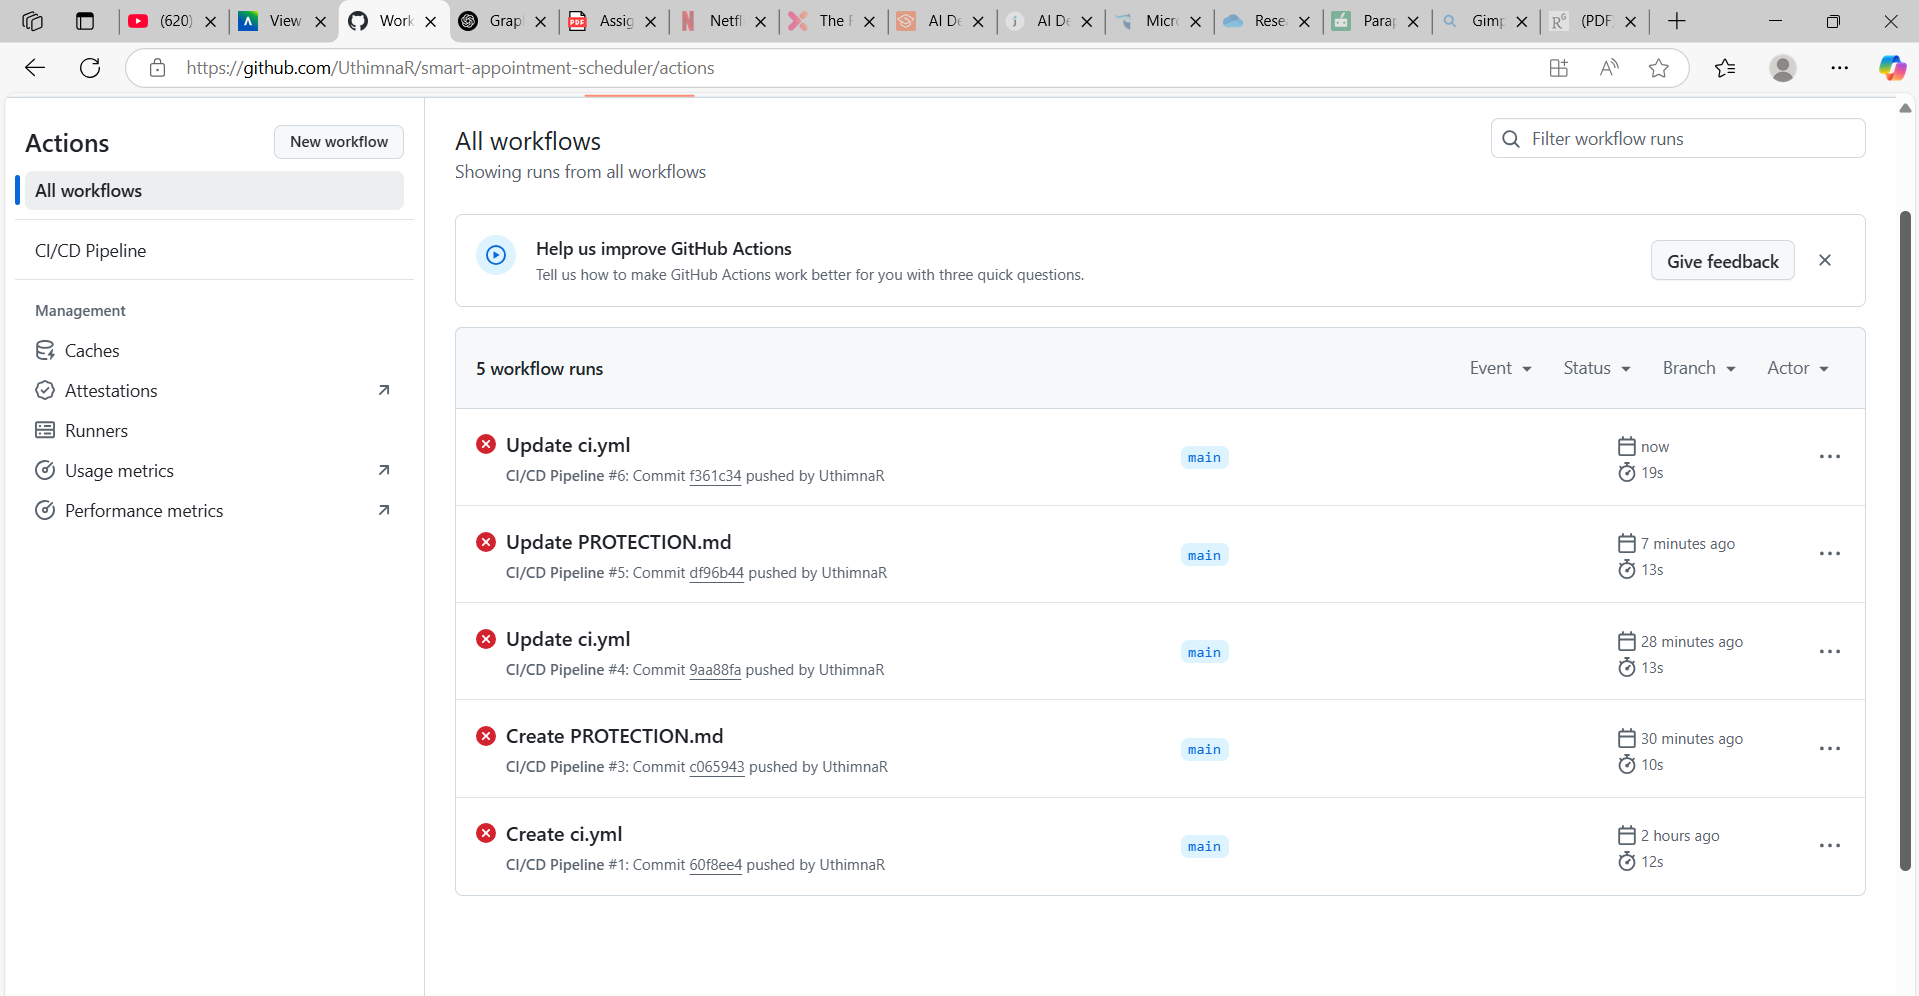 (620)
View
Work
Grap
Assig
Netfli
The F
AI De
AI De
Micro
Resea
Parap
Gimp
(PDF
https://github.com/UthimnaR/smart-appointment-scheduler/actions
Actions
New workflow
All workflows
CI/CD Pipeline
Management
Caches
Attestations
Runners
Usage metrics
Performance metrics
All workflows
Showing runs from all workflows
Filter workflow runs
Help us improve GitHub Actions
Tell us how to make GitHub Actions work better for you with three quick questions.
Give feedback
5 workflow runs
Event
Status
Branch
Actor
Update ci.yml
CI/CD Pipeline #6: Commit f361c34 pushed by UthimnaR
main
now
19s
Update PROTECTION.md
CI/CD Pipeline #5: Commit df96b44 pushed by UthimnaR
main
7 minutes ago
13s
Update ci.yml
CI/CD Pipeline #4: Commit 9aa88fa pushed by UthimnaR
main
28 minutes ago
13s
Create PROTECTION.md
CI/CD Pipeline #3: Commit c065943 pushed by UthimnaR
main
30 minutes ago
10s
Create ci.yml
CI/CD Pipeline #1: Commit 60f8ee4 pushed by UthimnaR
main
2 hours ago
12s